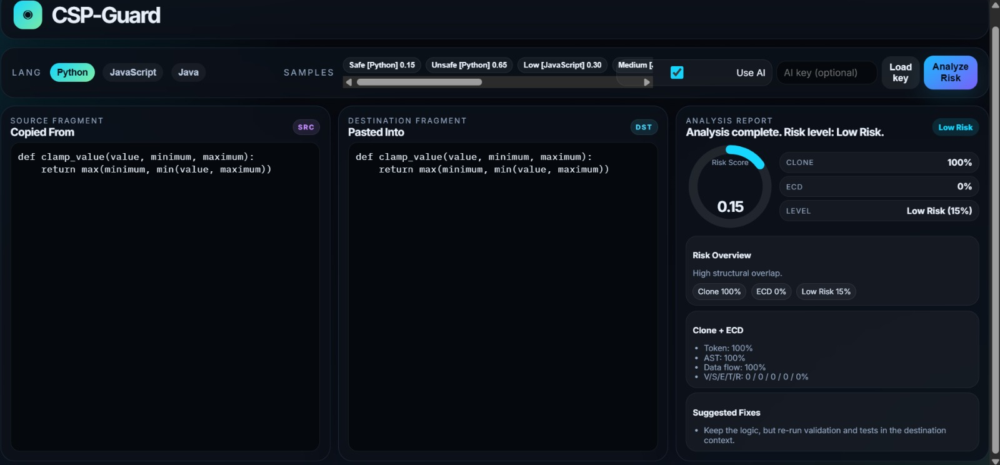 CSP-Guard
LANG Python JavaScript Java SAMPLES Safe [Python] 0.15 Unsafe [Python] 0.65 Low [JavaScript] 0.30 Medium [ Use AI AI key (optional) Load key Analyze Risk
SOURCE FRAGMENT
Copied From
SRC
def clamp_value(value, minimum, maximum):
    return max(minimum, min(value, maximum))
DESTINATION FRAGMENT
Pasted Into
DST
def clamp_value(value, minimum, maximum):
    return max(minimum, min(value, maximum))
ANALYSIS REPORT
Analysis complete. Risk level: Low Risk.
Low Risk
Risk Score
0.15
CLONE 100%
ECD 0%
LEVEL Low Risk (15%)
Risk Overview
High structural overlap.
Clone 100% ECD 0% Low Risk 15%
Clone + ECD
• Token: 100%
• AST: 100%
• Data flow: 100%
• V/S/E/T/R: 0 / 0 / 0 / 0 / 0%
Suggested Fixes
• Keep the logic, but re-run validation and tests in the destination
context.